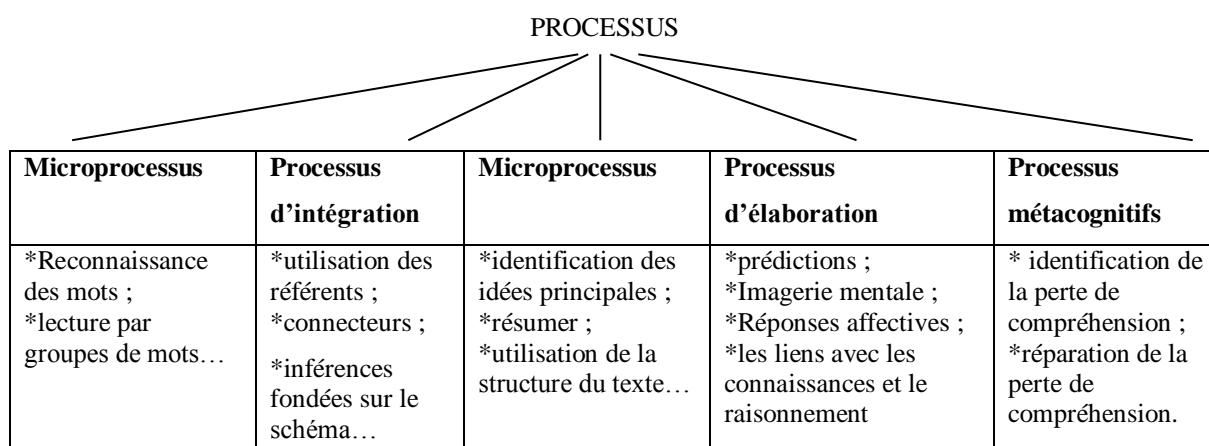 PROCESSUS
Microprocessus
Processus
d’intégration
Microprocessus
Processus
d’élaboration
Processus
métacognitifs
*Reconnaissance
des mots ;
*lecture par
groupes de mots…
*utilisation des
référents ;
*connecteurs ;
*inférences
fondées sur le
schéma…
*identification des
idées principales ;
*résumer ;
*utilisation de la
structure du texte…
*prédictions ;
*Imagerie mentale ;
*Réponses affectives ;
*les liens avec les
connaissances et le
raisonnement
* identification de
la perte de
compréhension ;
*réparation de la
perte de
compréhension.